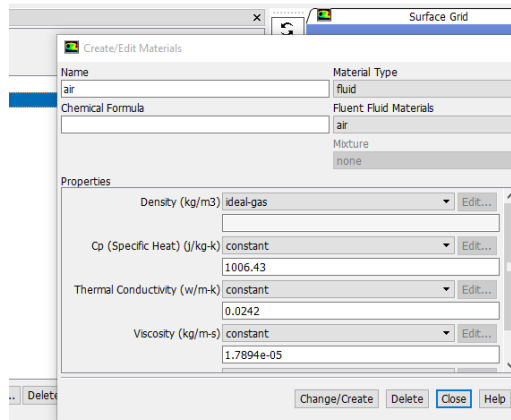 Surface Grid
Create/Edit Materials
Name
Material Type
air
fluid
Chemical Formula
Fluent Fluid Materials
air
Mixture
none
Properties
Density (kg/m3) ideal-gas Edit...
Cp (Specific Heat) (j/kg-k) constant Edit...
1006.43
Thermal Conductivity (w/m-k) constant Edit...
0.0242
Viscosity (kg/m-s) constant Edit...
1.7894e-05
... Delete
Change/Create Delete Close Help